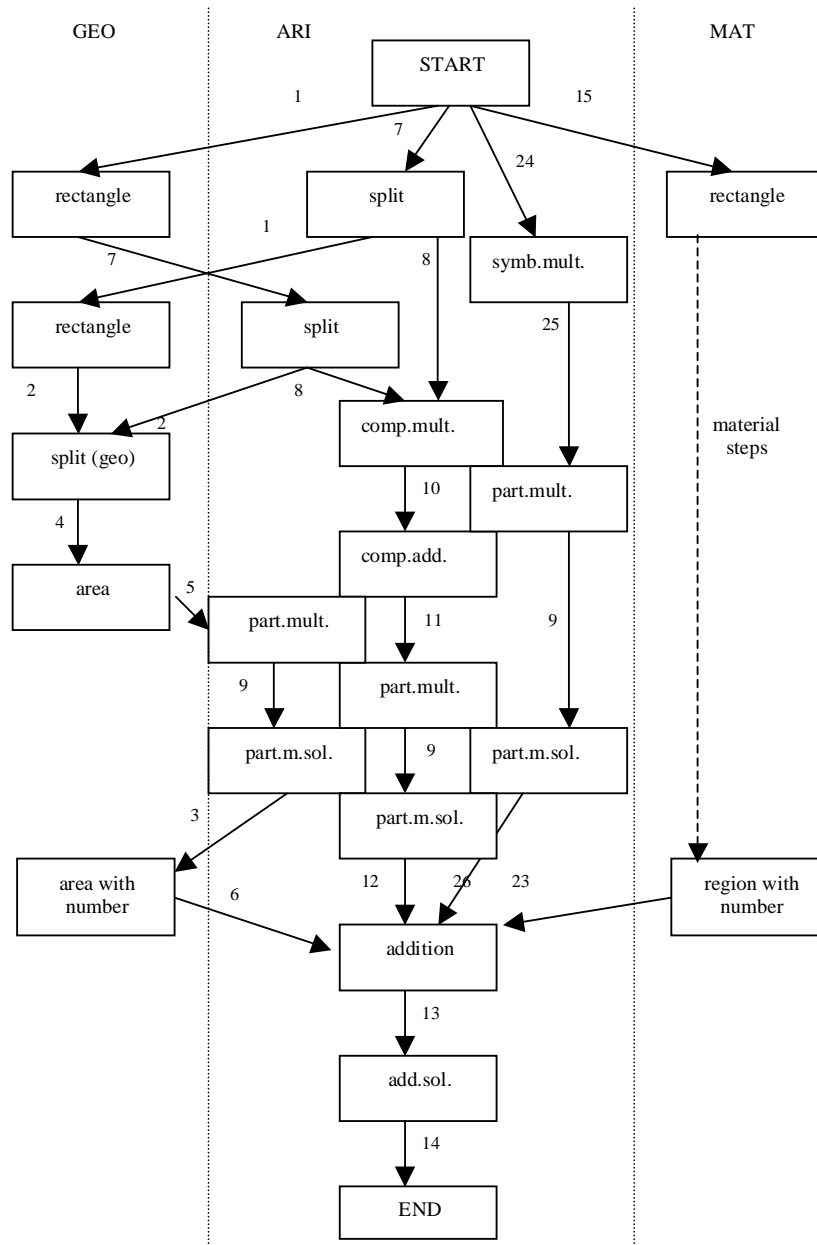 GEO
ARI
MAT
START
1
15
7
24
rectangle
split
rectangle
1
7
8
symb.mult.
rectangle
split
25
2
8
2
comp.mult.
material
steps
split (geo)
10
part.mult.
4
comp.add.
area
5
part.mult.
11
9
9
part.mult.
part.m.sol.
9
part.m.sol.
3
part.m.sol.
12
26
23
area with
number
6
region with
number
addition
13
add.sol.
14
END